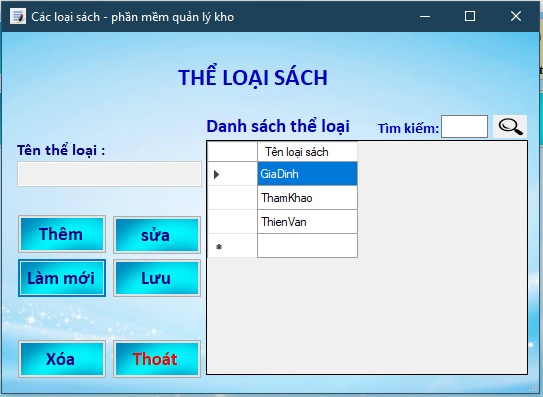 Các loại sách - phần mềm quản lý kho
THỂ LOẠI SÁCH
Danh sách thể loại
Tìm kiếm:
Tên thể loại :
Tên loại sách
GiaDinh
ThamKhao
ThienVan
Thêm
sửa
Làm mới
Lưu
Xóa
Thoát